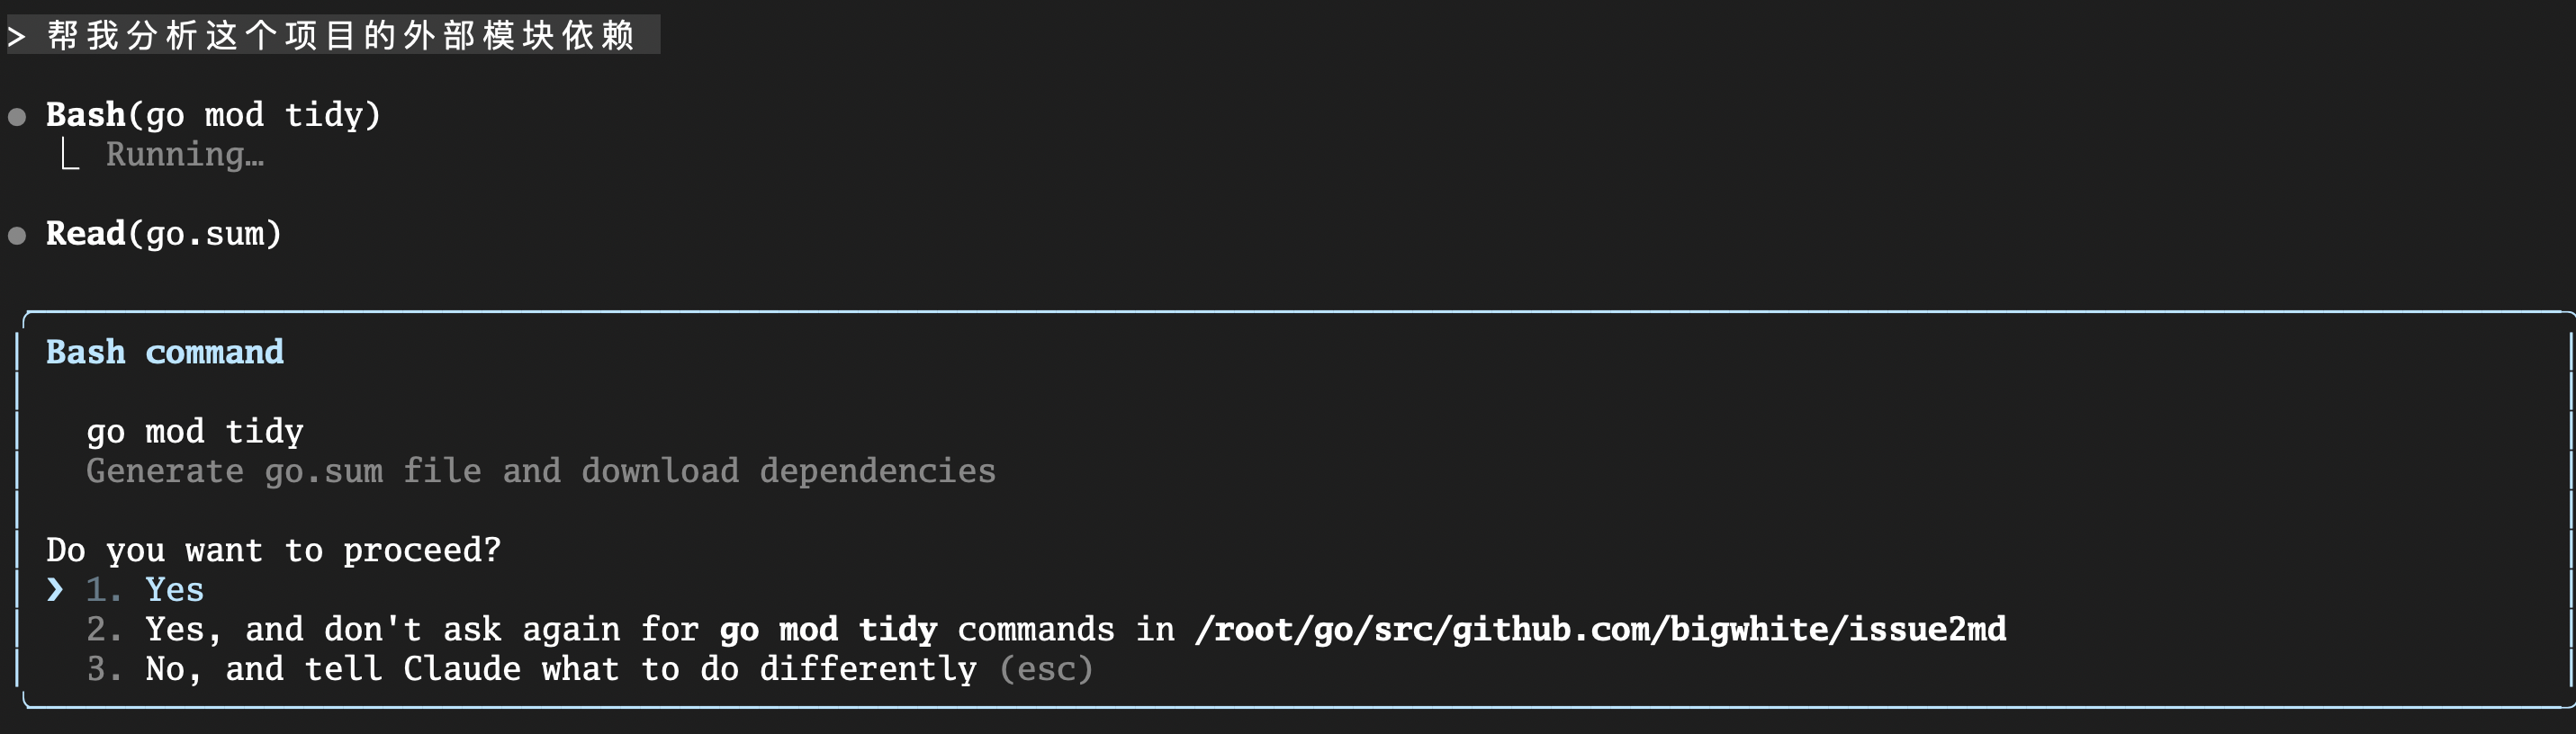 > 帮我分析这个项目的外部模块依赖
● Bash(go mod tidy)
⎿ Running…
● Read(go.sum)
Bash command
go mod tidy
Generate go.sum file and download dependencies
Do you want to proceed?
❯ 1. Yes
2. Yes, and don't ask again for go mod tidy commands in /root/go/src/github.com/bigwhite/issue2md
3. No, and tell Claude what to do differently (esc)